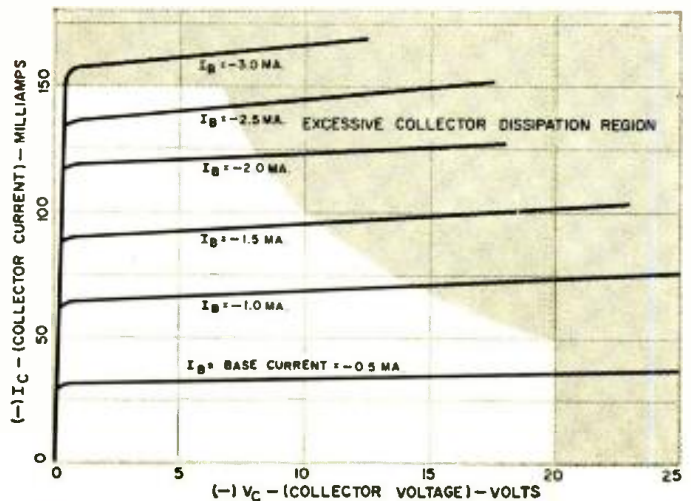 I_B = -3.0 MA.
150
I_B = -2.5 MA. EXCESSIVE COLLECTOR DISSIPATION REGION
I_B = -2.0 MA.
100
I_B = -1.5 MA.
I_B = -1.0 MA.
50
I_B = BASE CURRENT = -0.5 MA
0
(-) I_C - (COLLECTOR CURRENT) - MILLIAMPS
0 5 10 15 20 25
(-) V_C - (COLLECTOR VOLTAGE) - VOLTS